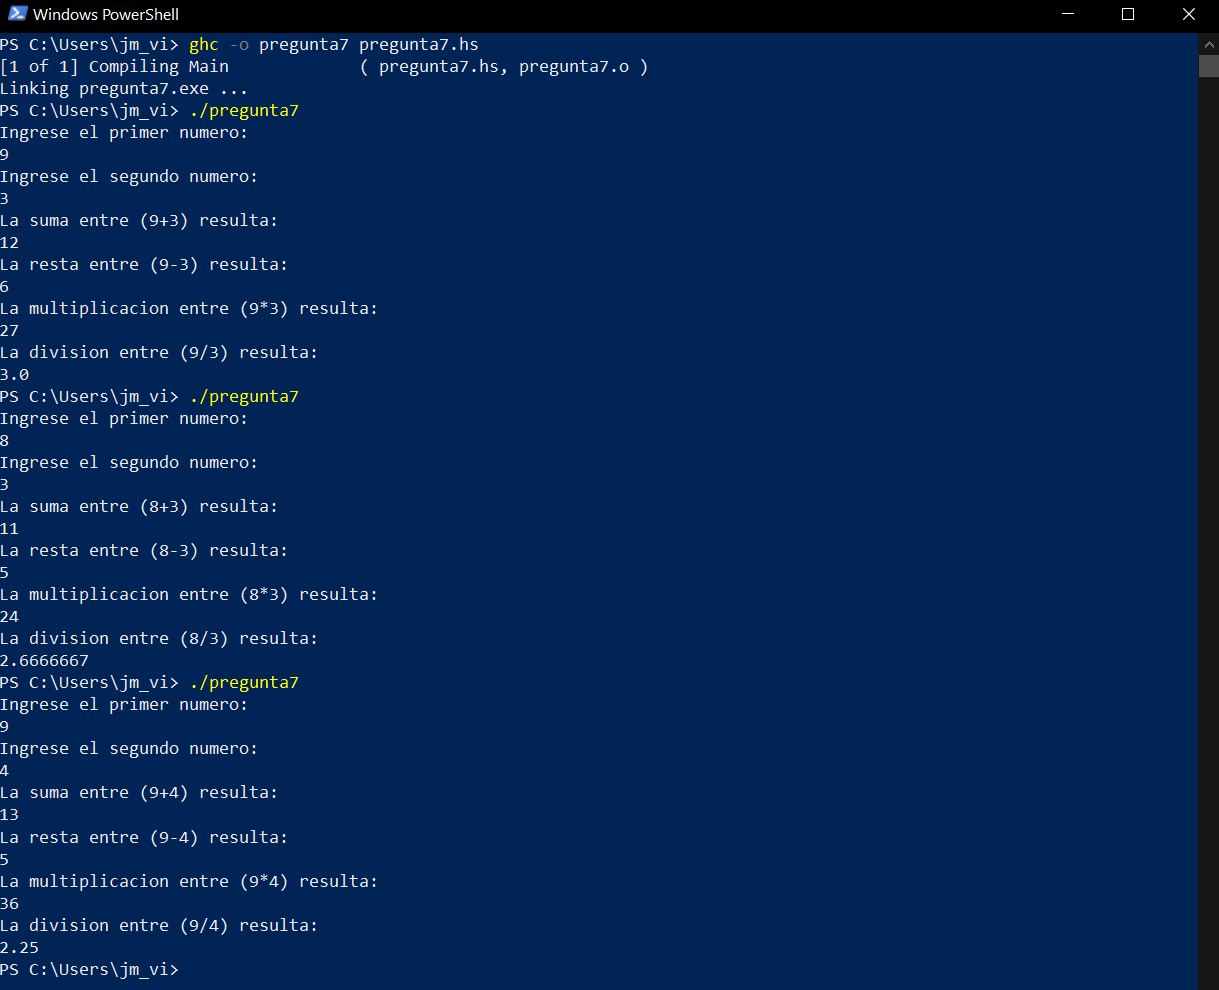 Windows PowerShell
PS C:\Users\jm_vi> ghc -o pregunta7 pregunta7.hs
[1 of 1] Compiling Main             ( pregunta7.hs, pregunta7.o )
Linking pregunta7.exe ...
PS C:\Users\jm_vi> ./pregunta7
Ingrese el primer numero:
9
Ingrese el segundo numero:
3
La suma entre (9+3) resulta:
12
La resta entre (9-3) resulta:
6
La multiplicacion entre (9*3) resulta:
27
La division entre (9/3) resulta:
3.0
PS C:\Users\jm_vi> ./pregunta7
Ingrese el primer numero:
8
Ingrese el segundo numero:
3
La suma entre (8+3) resulta:
11
La resta entre (8-3) resulta:
5
La multiplicacion entre (8*3) resulta:
24
La division entre (8/3) resulta:
2.6666667
PS C:\Users\jm_vi> ./pregunta7
Ingrese el primer numero:
9
Ingrese el segundo numero:
4
La suma entre (9+4) resulta:
13
La resta entre (9-4) resulta:
5
La multiplicacion entre (9*4) resulta:
36
La division entre (9/4) resulta:
2.25
PS C:\Users\jm_vi>